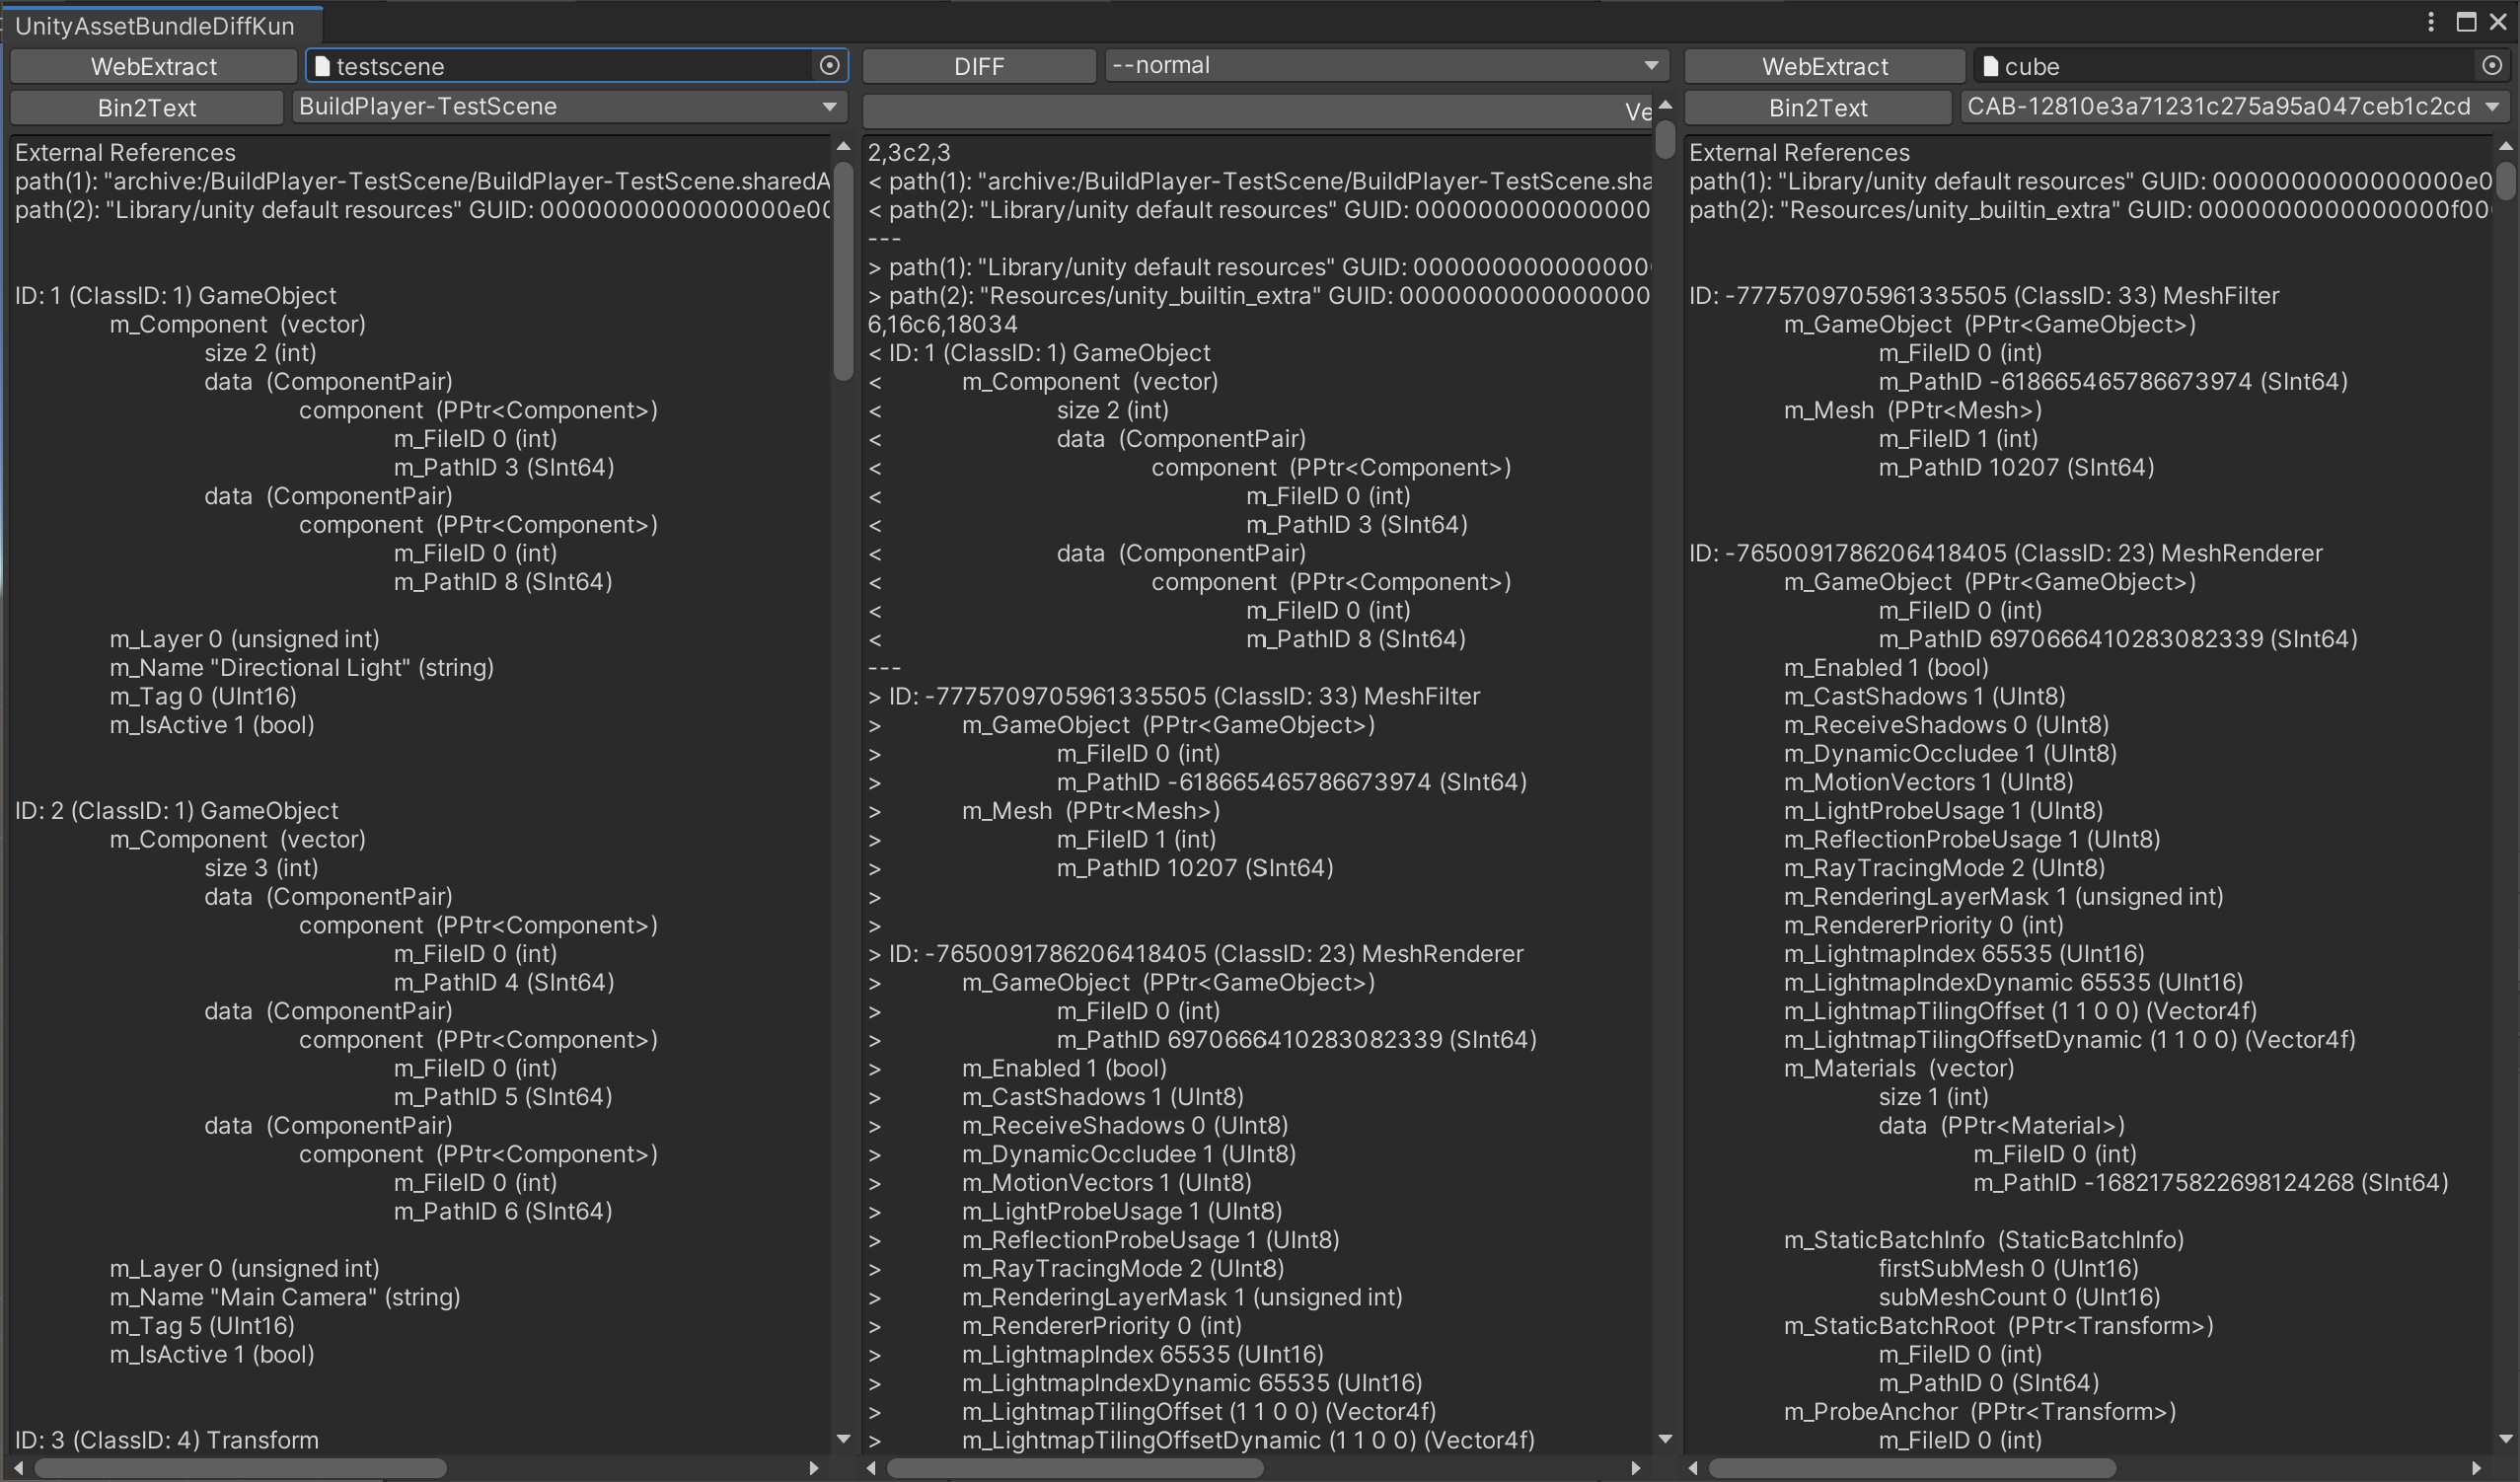 UnityAssetBundleDiffKun
WebExtract
testscene
Bin2Text
BuildPlayer-TestScene
External References
path(1): "archive:/BuildPlayer-TestScene/BuildPlayer-TestScene.sharedA
path(2): "Library/unity default resources" GUID: 0000000000000000e00
ID: 1 (ClassID: 1) GameObject
m_Component (vector)
size 2 (int)
data (ComponentPair)
component (PPtr<Component>)
m_FileID 0 (int)
m_PathID 3 (SInt64)
data (ComponentPair)
component (PPtr<Component>)
m_FileID 0 (int)
m_PathID 8 (SInt64)
m_Layer 0 (unsigned int)
m_Name "Directional Light" (string)
m_Tag 0 (UInt16)
m_IsActive 1 (bool)
ID: 2 (ClassID: 1) GameObject
m_Component (vector)
size 3 (int)
data (ComponentPair)
component (PPtr<Component>)
m_FileID 0 (int)
m_PathID 4 (SInt64)
data (ComponentPair)
component (PPtr<Component>)
m_FileID 0 (int)
m_PathID 5 (SInt64)
data (ComponentPair)
component (PPtr<Component>)
m_FileID 0 (int)
m_PathID 6 (SInt64)
m_Layer 0 (unsigned int)
m_Name "Main Camera" (string)
m_Tag 5 (UInt16)
m_IsActive 1 (bool)
ID: 3 (ClassID: 4) Transform
DIFF
--normal
Ve
2,3c2,3
< path(1): "archive:/BuildPlayer-TestScene/BuildPlayer-TestScene.sha
< path(2): "Library/unity default resources" GUID: 000000000000000
---
> path(1): "Library/unity default resources" GUID: 000000000000000
> path(2): "Resources/unity_builtin_extra" GUID: 0000000000000000
6,16c6,18034
< ID: 1 (ClassID: 1) GameObject
< m_Component (vector)
< size 2 (int)
< data (ComponentPair)
< component (PPtr<Component>)
< m_FileID 0 (int)
< m_PathID 3 (SInt64)
< data (ComponentPair)
< component (PPtr<Component>)
< m_FileID 0 (int)
< m_PathID 8 (SInt64)
---
> ID: -7775709705961335505 (ClassID: 33) MeshFilter
> m_GameObject (PPtr<GameObject>)
> m_FileID 0 (int)
> m_PathID -618665465786673974 (SInt64)
> m_Mesh (PPtr<Mesh>)
> m_FileID 1 (int)
> m_PathID 10207 (SInt64)
>
>
> ID: -7650091786206418405 (ClassID: 23) MeshRenderer
> m_GameObject (PPtr<GameObject>)
> m_FileID 0 (int)
> m_PathID 6970666410283082339 (SInt64)
> m_Enabled 1 (bool)
> m_CastShadows 1 (UInt8)
> m_ReceiveShadows 0 (UInt8)
> m_DynamicOccludee 1 (UInt8)
> m_MotionVectors 1 (UInt8)
> m_LightProbeUsage 1 (UInt8)
> m_ReflectionProbeUsage 1 (UInt8)
> m_RayTracingMode 2 (UInt8)
> m_RenderingLayerMask 1 (unsigned int)
> m_RendererPriority 0 (int)
> m_LightmapIndex 65535 (UInt16)
> m_LightmapIndexDynamic 65535 (UInt16)
> m_LightmapTilingOffset (1 1 0 0) (Vector4f)
> m_LightmapTilingOffsetDynamic (1 1 0 0) (Vector4f)
WebExtract
cube
Bin2Text
CAB-12810e3a71231c275a95a047ceb1c2cd
External References
path(1): "Library/unity default resources" GUID: 0000000000000000e0
path(2): "Resources/unity_builtin_extra" GUID: 0000000000000000f00
ID: -7775709705961335505 (ClassID: 33) MeshFilter
m_GameObject (PPtr<GameObject>)
m_FileID 0 (int)
m_PathID -618665465786673974 (SInt64)
m_Mesh (PPtr<Mesh>)
m_FileID 1 (int)
m_PathID 10207 (SInt64)
ID: -7650091786206418405 (ClassID: 23) MeshRenderer
m_GameObject (PPtr<GameObject>)
m_FileID 0 (int)
m_PathID 6970666410283082339 (SInt64)
m_Enabled 1 (bool)
m_CastShadows 1 (UInt8)
m_ReceiveShadows 0 (UInt8)
m_DynamicOccludee 1 (UInt8)
m_MotionVectors 1 (UInt8)
m_LightProbeUsage 1 (UInt8)
m_ReflectionProbeUsage 1 (UInt8)
m_RayTracingMode 2 (UInt8)
m_RenderingLayerMask 1 (unsigned int)
m_RendererPriority 0 (int)
m_LightmapIndex 65535 (UInt16)
m_LightmapIndexDynamic 65535 (UInt16)
m_LightmapTilingOffset (1 1 0 0) (Vector4f)
m_LightmapTilingOffsetDynamic (1 1 0 0) (Vector4f)
m_Materials (vector)
size 1 (int)
data (PPtr<Material>)
m_FileID 0 (int)
m_PathID -1682175822698124268 (SInt64)
m_StaticBatchInfo (StaticBatchInfo)
firstSubMesh 0 (UInt16)
subMeshCount 0 (UInt16)
m_StaticBatchRoot (PPtr<Transform>)
m_FileID 0 (int)
m_PathID 0 (SInt64)
m_ProbeAnchor (PPtr<Transform>)
m_FileID 0 (int)